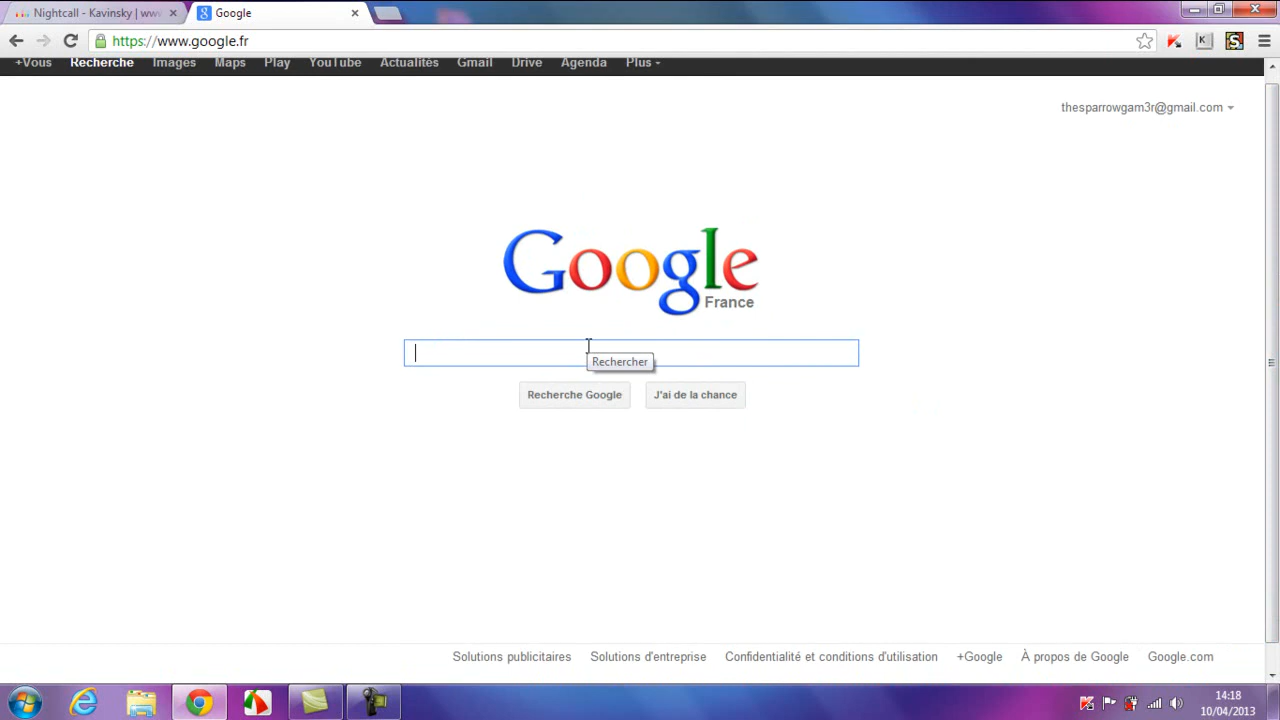 Nightcall - Kavinsky | www
Google
https://www.google.fr
+Vous Recherche Images Maps Play YouTube Actualités Gmail Drive Agenda Plus
thesparrowgam3r@gmail.com
Google
France
Rechercher
Recherche Google J'ai de la chance
Solutions publicitaires Solutions d'entreprise Confidentialité et conditions d'utilisation +Google À propos de Google Google.com
14:18
10/04/2013